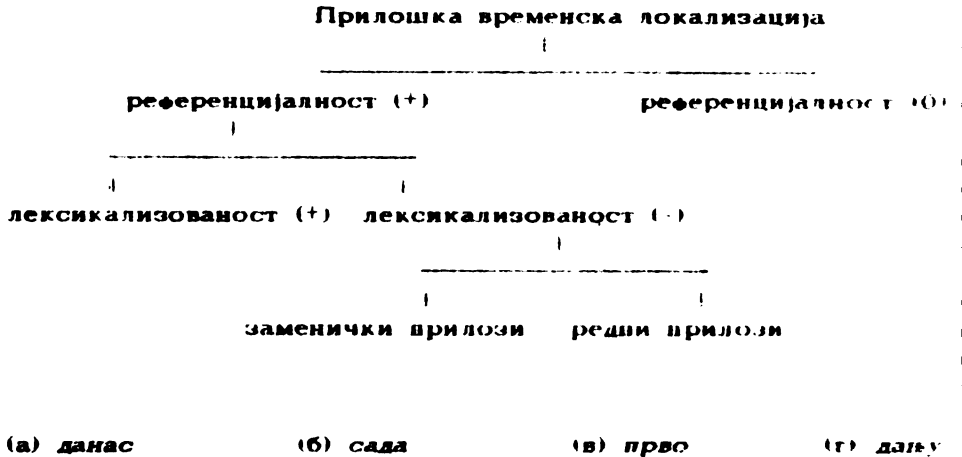 Прилошка временска локализација
референцијалност (+) референцијалност (0)
лексикализованост (+) лексикализованост (-)
заменички прилози редни прилози
(а) данас (б) сада (в) прво (г) дању